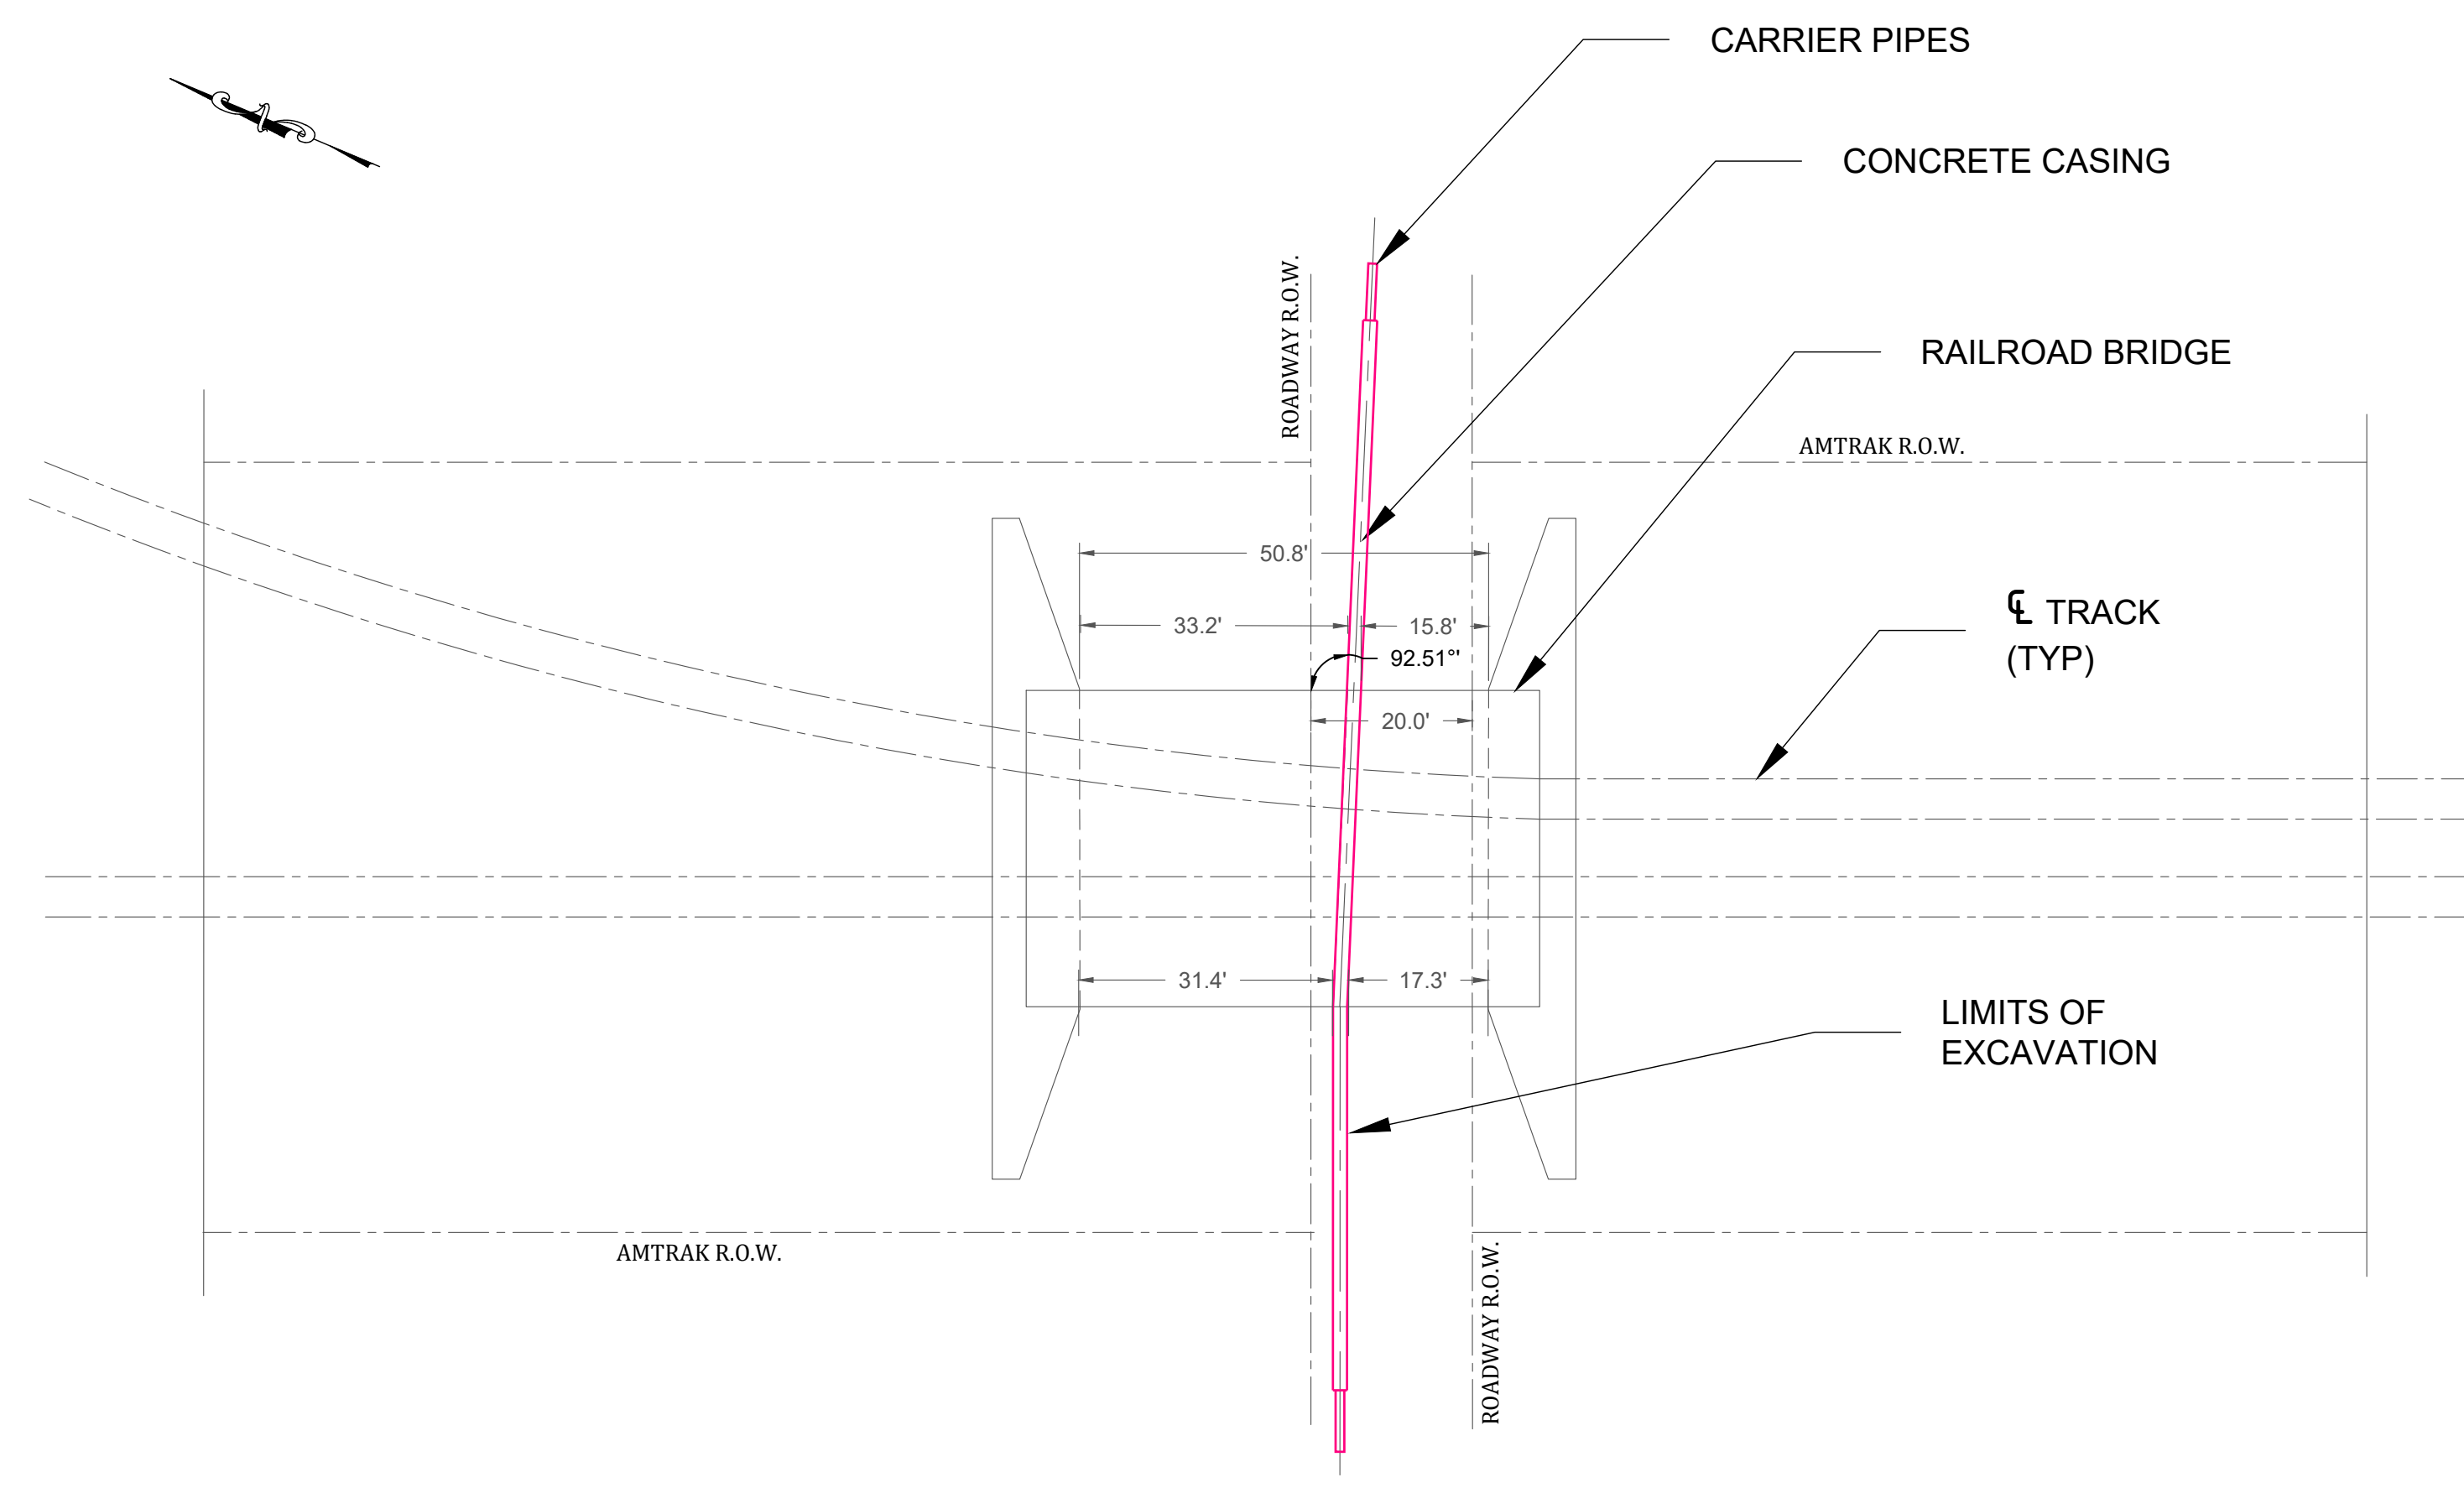 CARRIER PIPES
CONCRETE CASING
ROADWAY R.O.W.
RAILROAD BRIDGE
AMTRAK R.O.W.
50.8'
33.2'
15.8'
92.51°'
℄ TRACK
(TYP)
20.0'
31.4'
17.3'
LIMITS OF
EXCAVATION
AMTRAK R.O.W.
ROADWAY R.O.W.